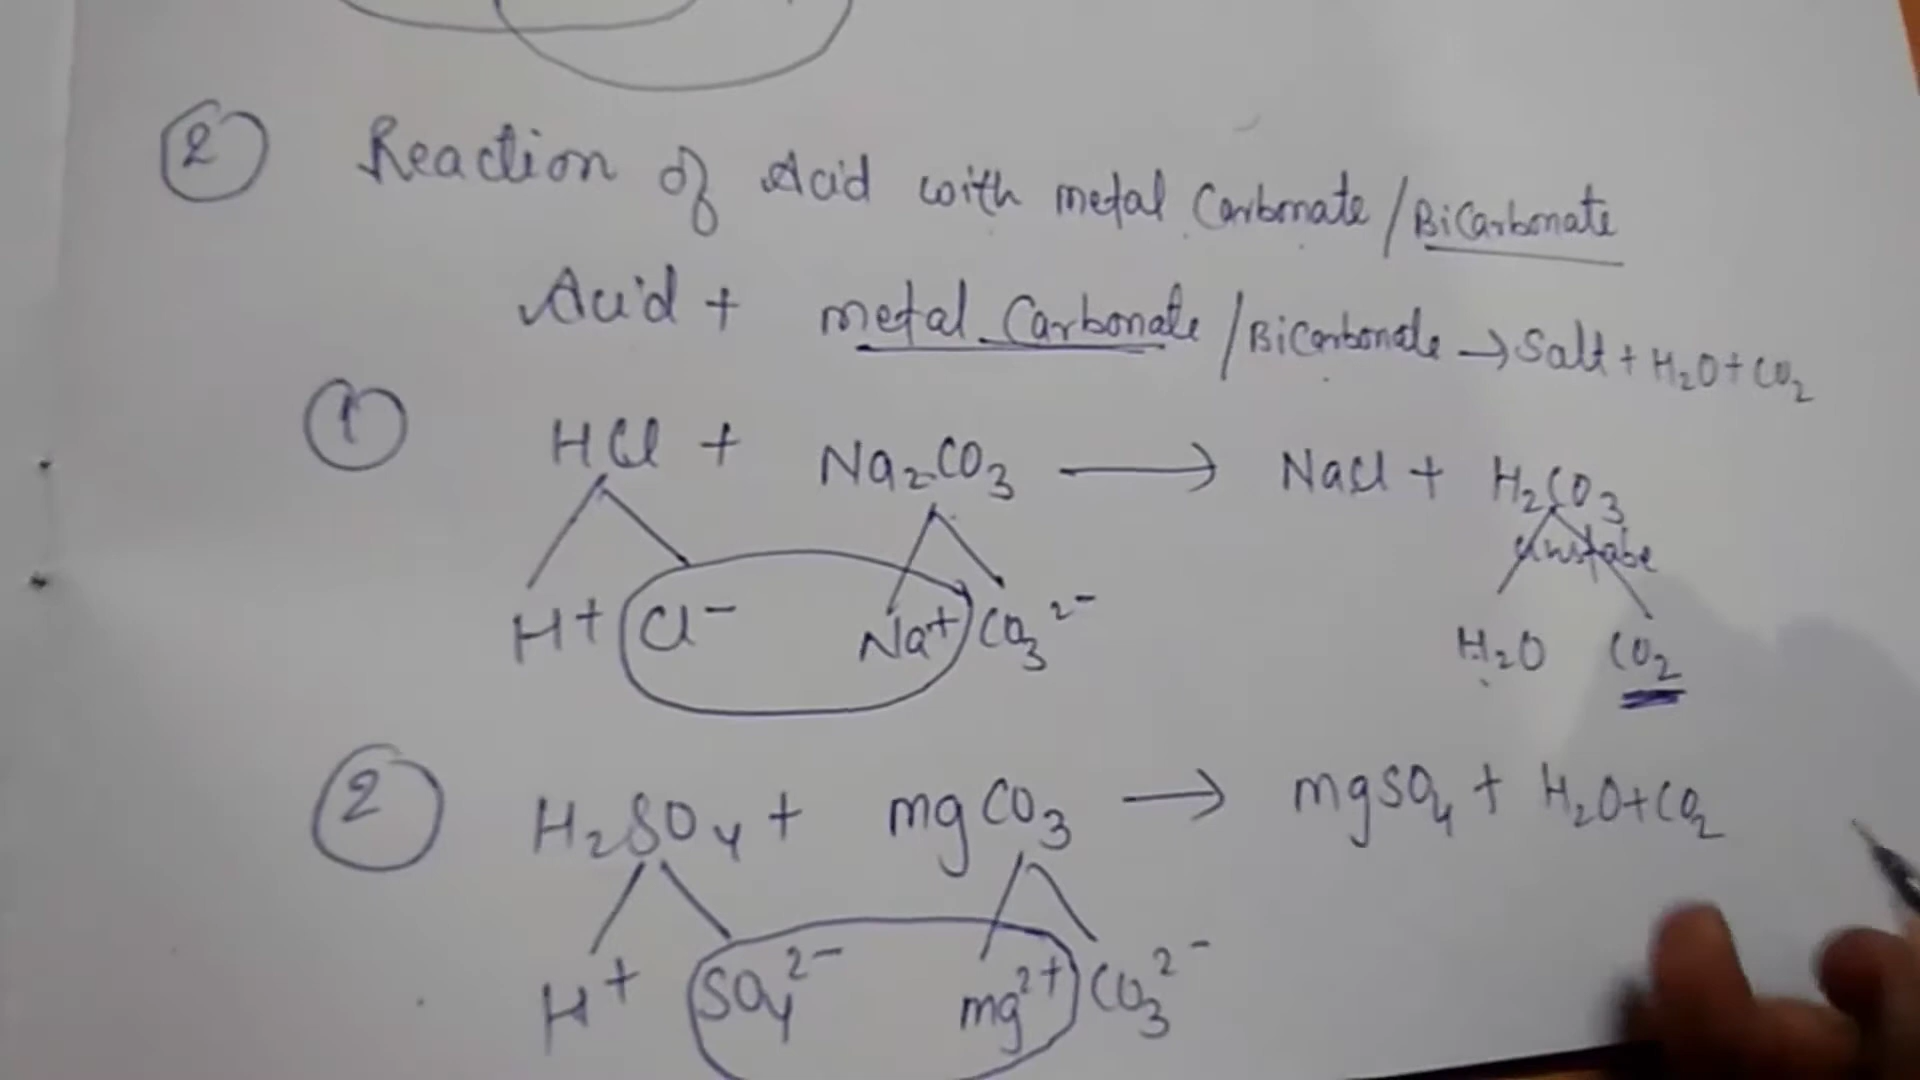 2 Reaction of Acid with metal Carbonate / BiCarbonate
Acid + metal Carbonate / BiCarbonate → Salt + H₂O + CO₂
1 HCl + Na₂CO₃ → NaCl + H₂CO₃
unstabe
H+ Cl⁻ Na+ CO₃²⁻ H₂O CO₂
2 H₂SO₄ + mgCO₃ → mgSO₄ + H₂O + CO₂
H+ SO₄²⁻ mg²⁺ CO₃²⁻